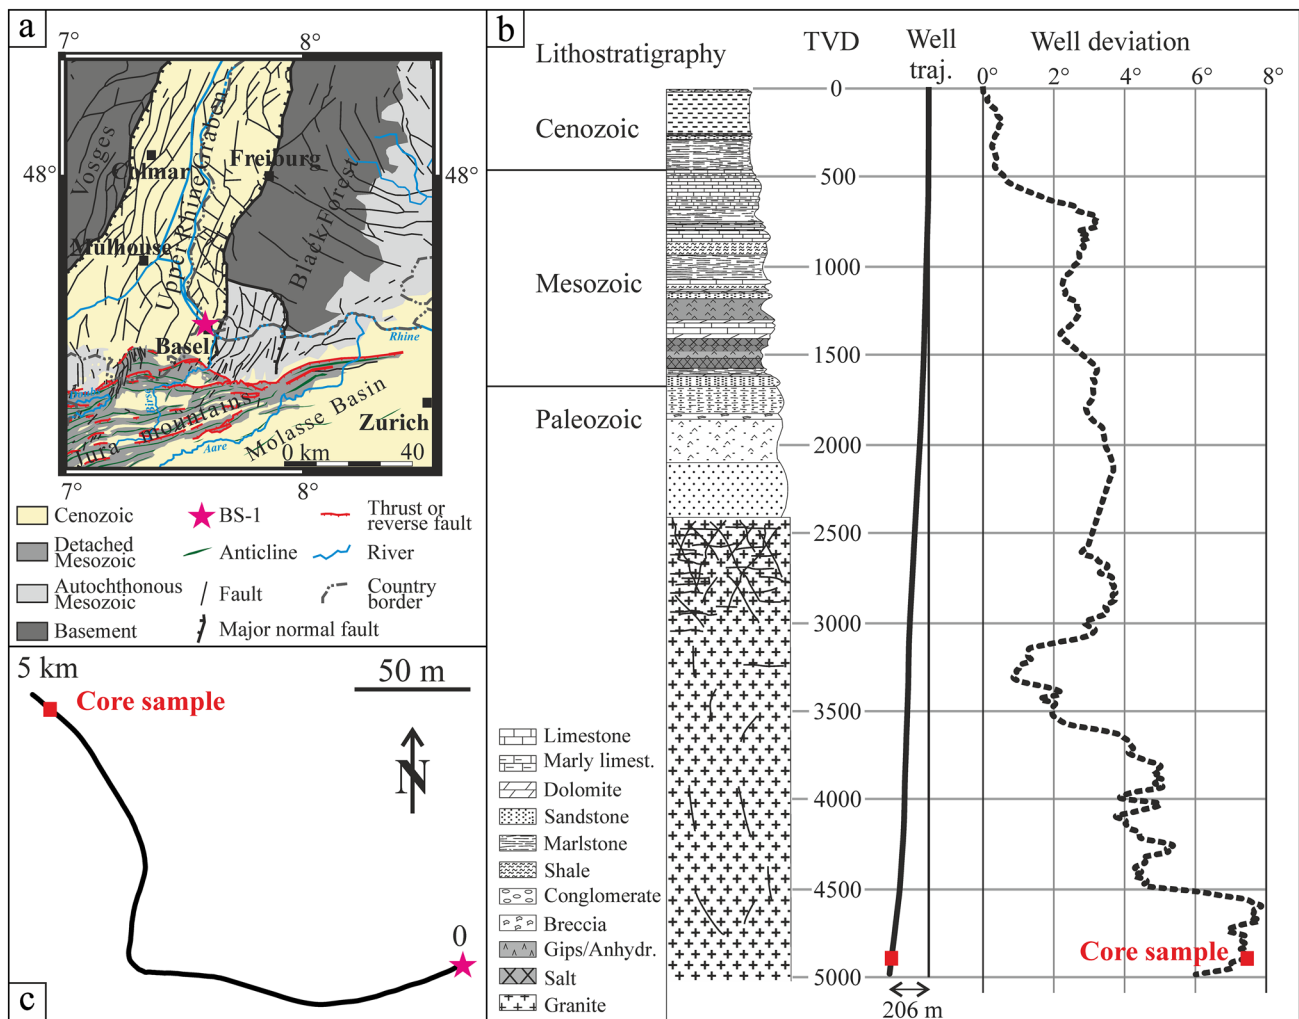 a
7°
8°
48°
48°
Vosges
Colmar
Freiburg
Upper Rhine Graben
Black Forest
Mulhouse
Basel
Rhine
Birs
Jura mountains
Molasse Basin
Zurich
Aare
0 km 40
7°
8°
Cenozoic
Detached
Mesozoic
Autochthonous
Mesozoic
Basement
BS-1
Anticline
Fault
Major normal fault
Thrust or
reverse fault
River
Country
border
b
Lithostratigraphy
TVD
Well
traj.
Well deviation
0° 2° 4° 6° 8°
Cenozoic
Mesozoic
Paleozoic
0
500
1000
1500
2000
2500
3000
3500
4000
4500
5000
Core sample
206 m
Limestone
Marly limest.
Dolomite
Sandstone
Marlstone
Shale
Conglomerate
Breccia
Gips/Anhydr.
Salt
Granite
5 km
50 m
Core sample
N
0
c